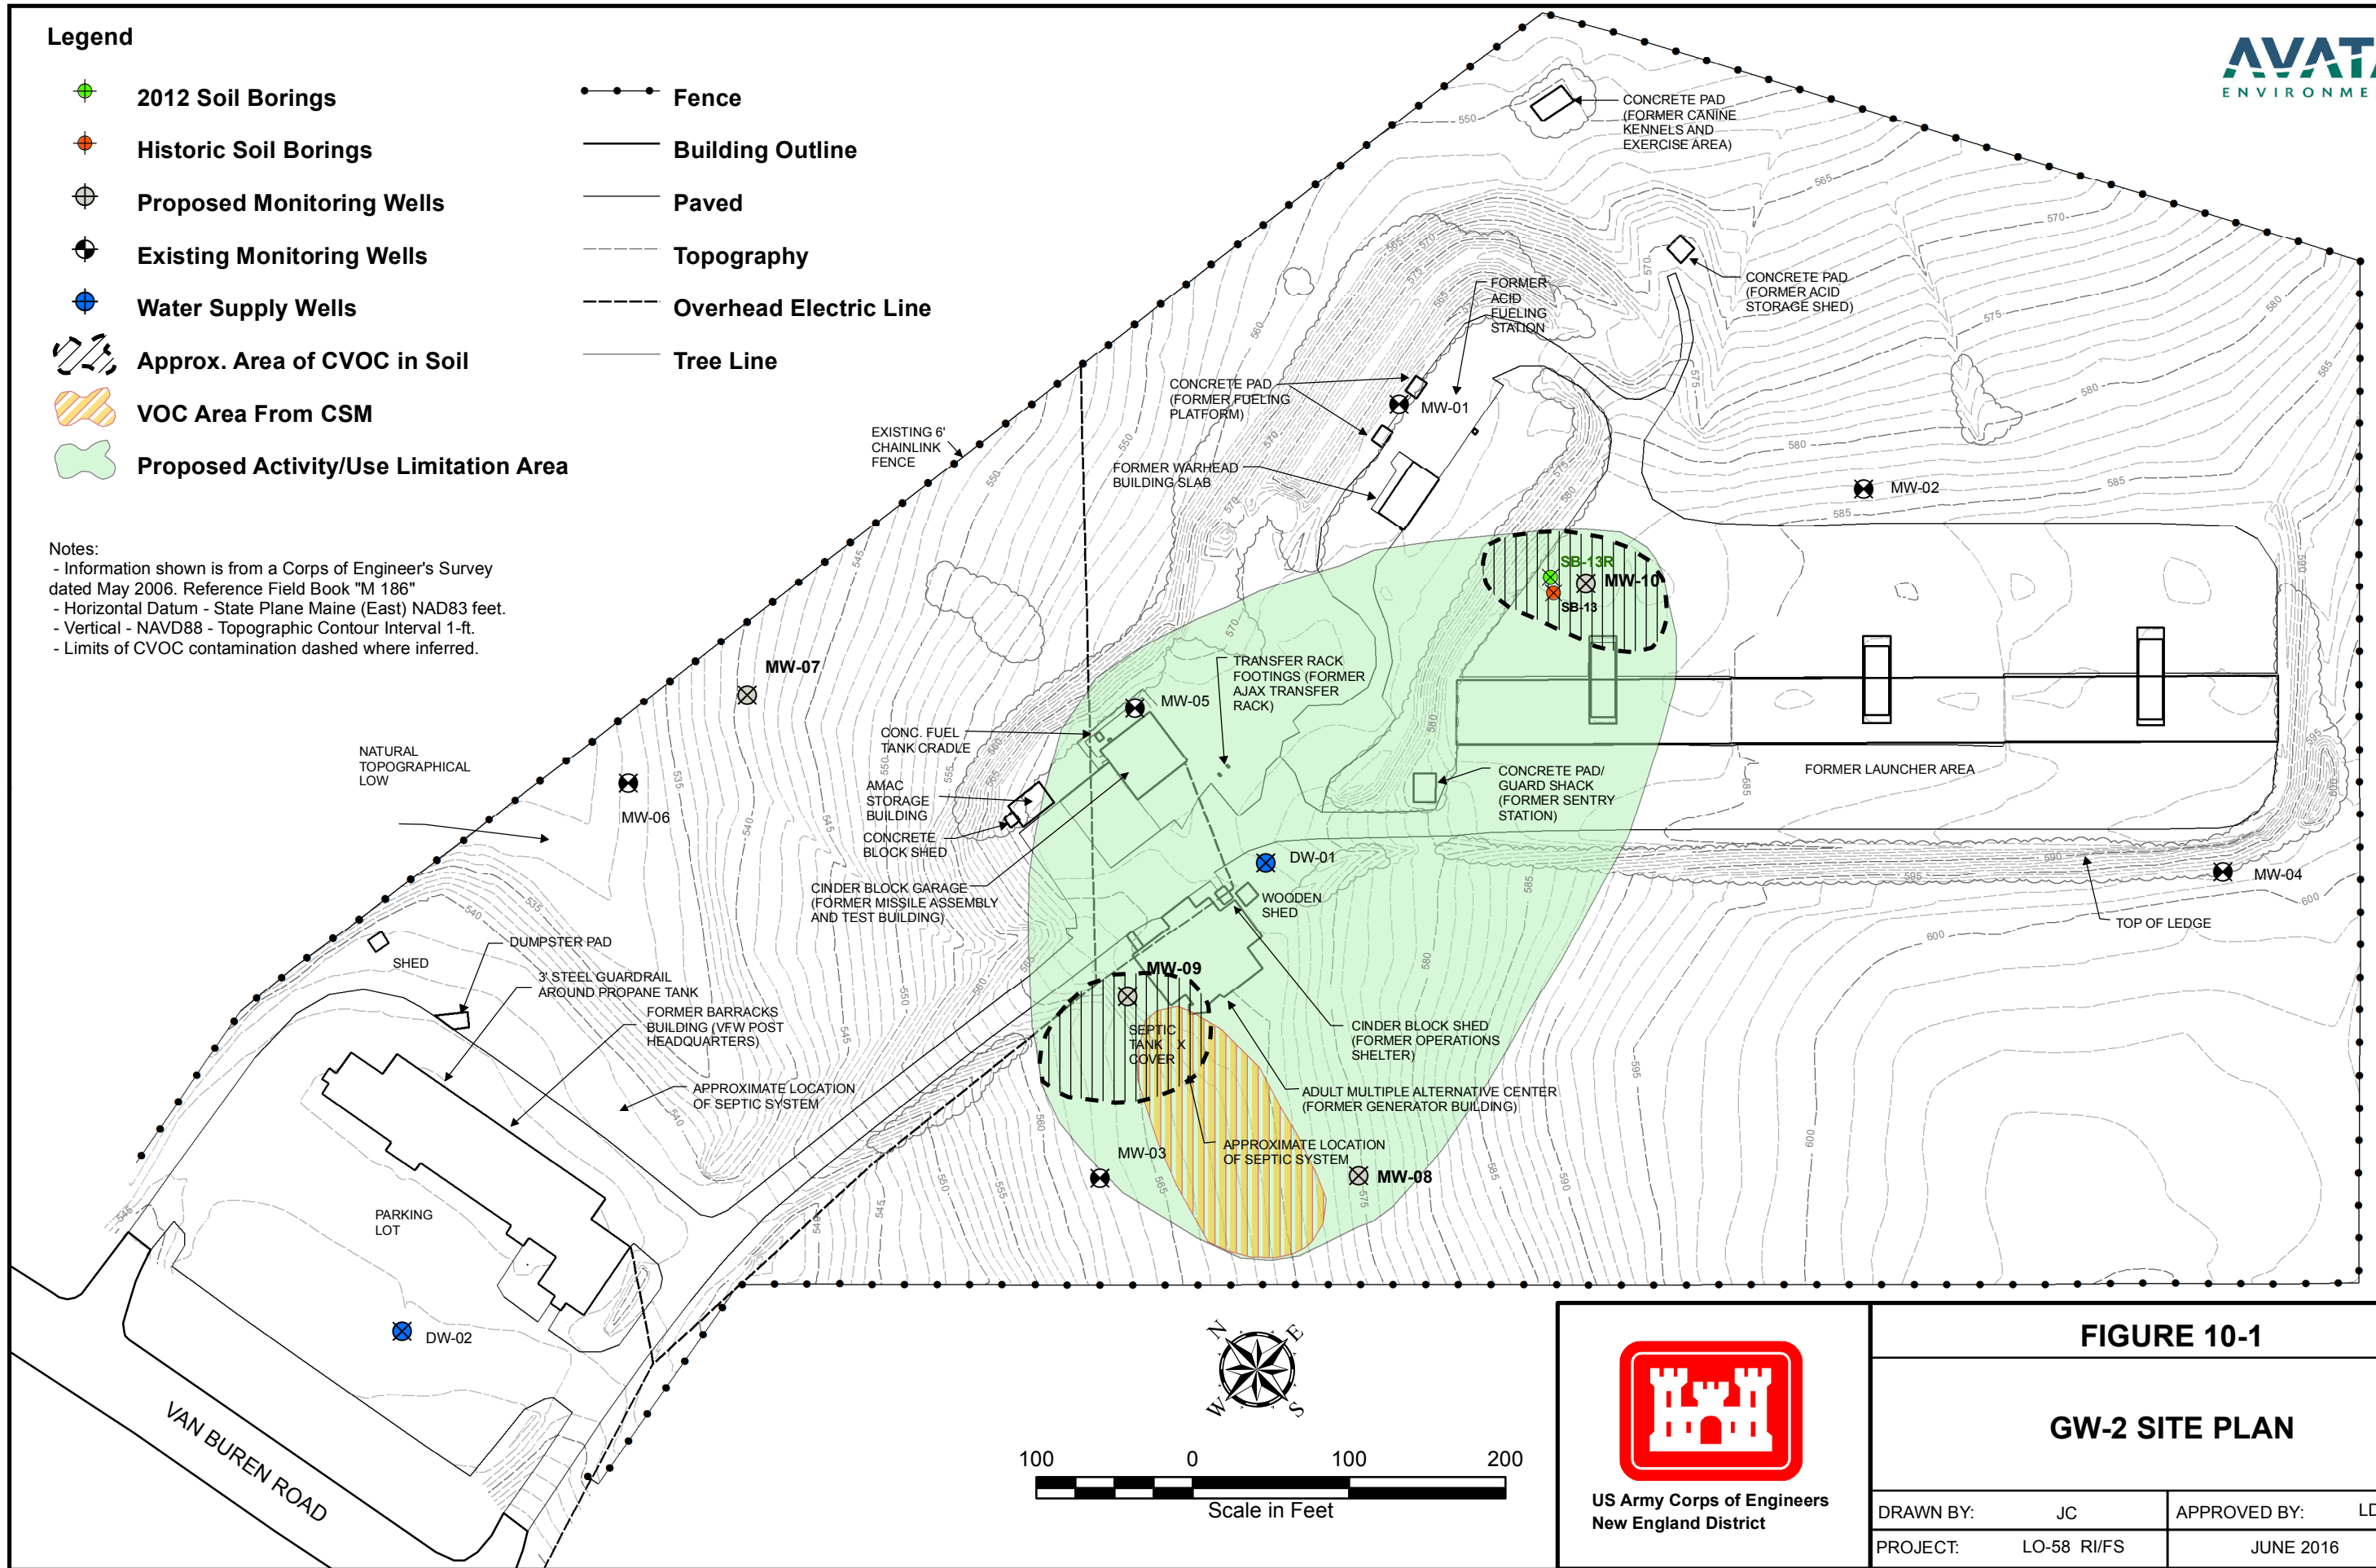 Legend
2012 Soil Borings
Historic Soil Borings
Proposed Monitoring Wells
Existing Monitoring Wells
Water Supply Wells
Approx. Area of CVOC in Soil
VOC Area From CSM
Proposed Activity/Use Limitation Area
Fence
Building Outline
Paved
Topography
Overhead Electric Line
Tree Line
Notes:
- Information shown is from a Corps of Engineer's Survey
dated May 2006. Reference Field Book "M 186"
- Horizontal Datum - State Plane Maine (East) NAD83 feet.
- Vertical - NAVD88 - Topographic Contour Interval 1-ft.
- Limits of CVOC contamination dashed where inferred.
CONCRETE PAD
(FORMER CANINE
KENNELS AND
EXERCISE AREA)
CONCRETE PAD
(FORMER ACID
STORAGE SHED)
FORMER
ACID
FUELING
STATION
CONCRETE PAD
(FORMER FUELING
PLATFORM)
MW-01
EXISTING 6'
CHAINLINK
FENCE
FORMER WARHEAD
BUILDING SLAB
MW-02
SB-13R
MW-10
SB-13
MW-07
TRANSFER RACK
FOOTINGS (FORMER
AJAX TRANSFER
RACK)
MW-05
CONC. FUEL
TANK CRADLE
NATURAL
TOPOGRAPHICAL
LOW
MW-06
AMAC
STORAGE
BUILDING
CONCRETE
BLOCK SHED
CONCRETE PAD/
GUARD SHACK
(FORMER SENTRY
STATION)
FORMER LAUNCHER AREA
DW-01
CINDER BLOCK GARAGE
(FORMER MISSILE ASSEMBLY
AND TEST BUILDING)
WOODEN
SHED
MW-04
TOP OF LEDGE
DUMPSTER PAD
SHED
3' STEEL GUARDRAIL
AROUND PROPANE TANK
FORMER BARRACKS
BUILDING (VFW POST
HEADQUARTERS)
MW-09
SEPTIC
TANK X
COVER
CINDER BLOCK SHED
(FORMER OPERATIONS
SHELTER)
APPROXIMATE LOCATION
OF SEPTIC SYSTEM
ADULT MULTIPLE ALTERNATIVE CENTER
(FORMER GENERATOR BUILDING)
MW-03
APPROXIMATE LOCATION
OF SEPTIC SYSTEM
MW-08
PARKING
LOT
DW-02
VAN BUREN ROAD
N
E
W
S
100 0 100 200
Scale in Feet
US Army Corps of Engineers
New England District
FIGURE 10-1
GW-2 SITE PLAN
DRAWN BY: JC
APPROVED BY:
PROJECT: LO-58 RI/FS
JUNE 2016